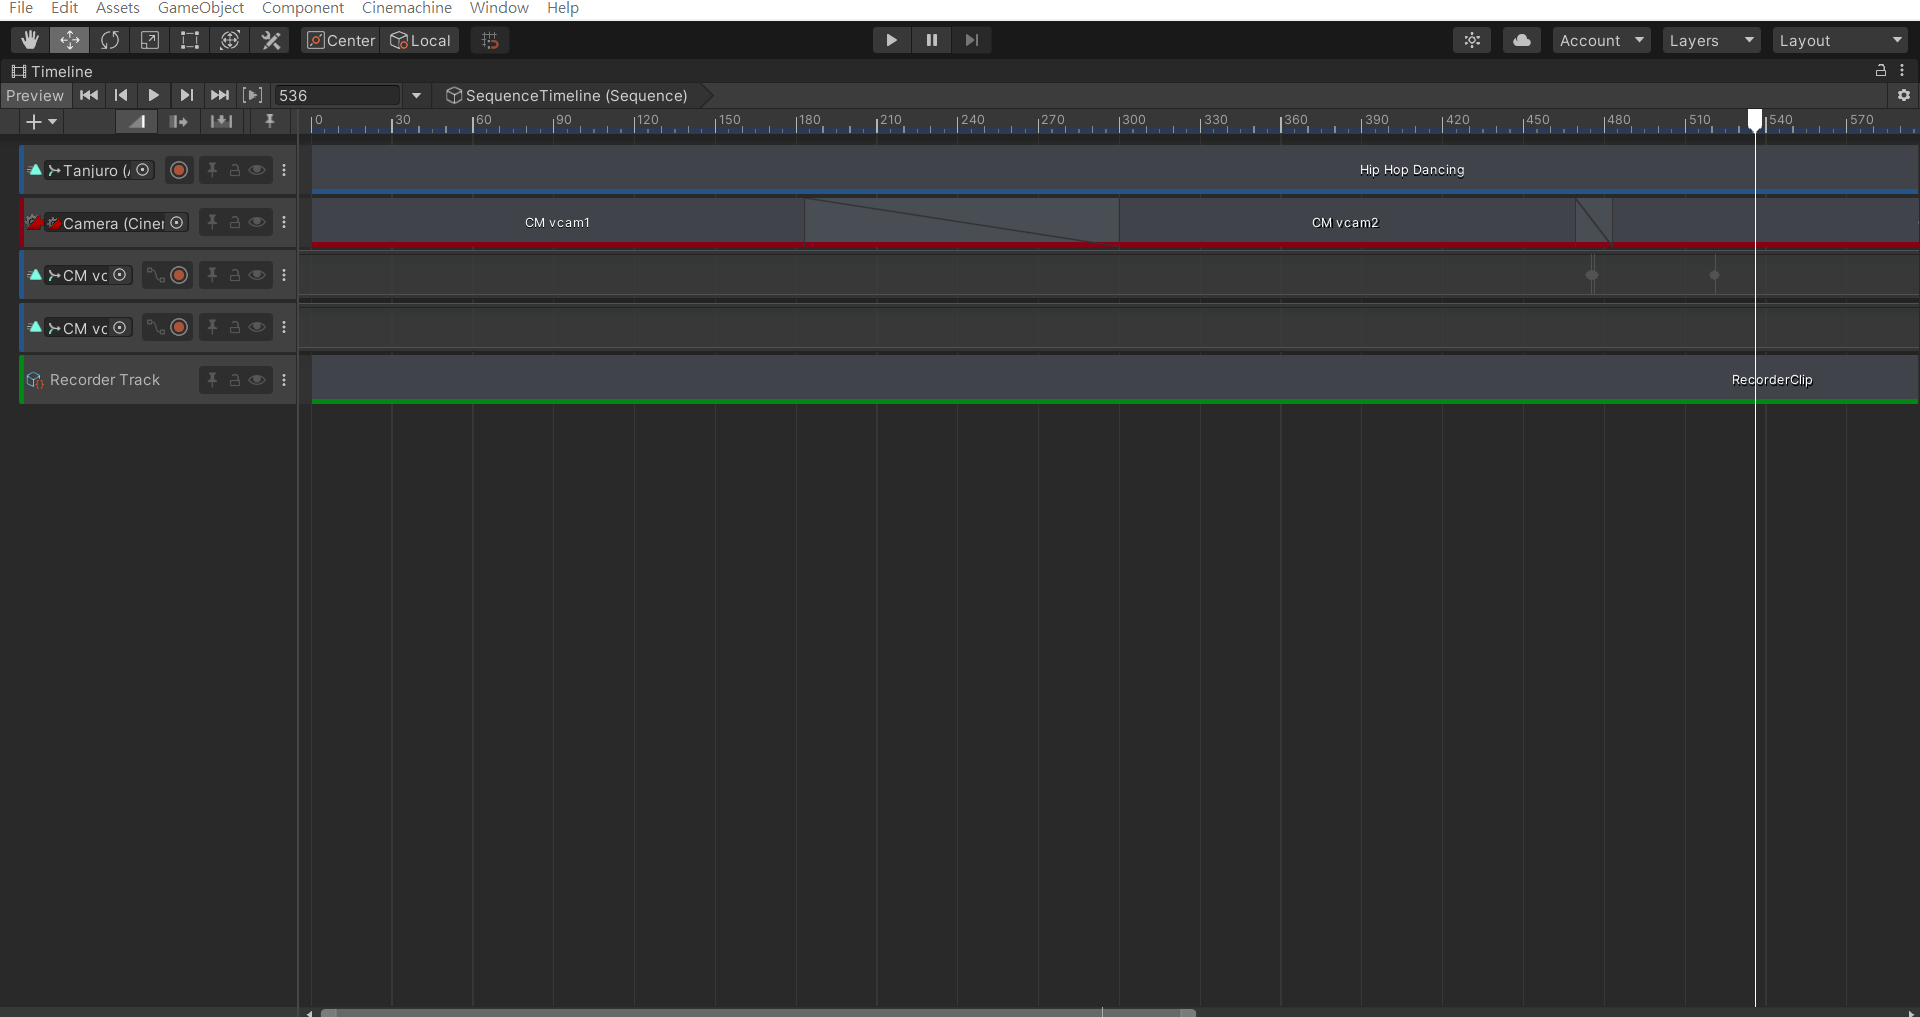 File Edit Assets GameObject Component Cinemachine Window Help
Center Local Account Layers Layout
Timeline
Preview 536 SequenceTimeline (Sequence)
0 30 60 90 120 150 180 210 240 270 300 330 360 390 420 450 480 510 540 570
Tanjuro (A Hip Hop Dancing
Camera (Ciner CM vcam1 CM vcam2
CM vc
CM vc
Recorder Track RecorderClip